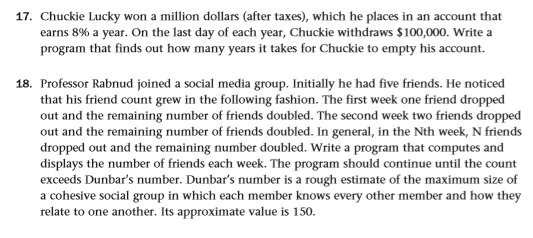 17. Chuckie Lucky won a million dollars (after taxes), which he places in an account that
earns 8% a year. On the last day of each year, Chuckie withdraws $100,000. Write a
program that finds out how many years it takes for Chuckie to empty his account.
18. Professor Rabnud joined a social media group. Initially he had five friends. He noticed
that his friend count grew in the following fashion. The first week one friend dropped
out and the remaining number of friends doubled. The second week two friends dropped
out and the remaining number of friends doubled. In general, in the Nth week, N friends
dropped out and the remaining number doubled. Write a program that computes and
displays the number of friends each week. The program should continue until the count
exceeds Dunbar's number. Dunbar's number is a rough estimate of the maximum size of
a cohesive social group in which each member knows every other member and how they
relate to one another. Its approximate value is 150.